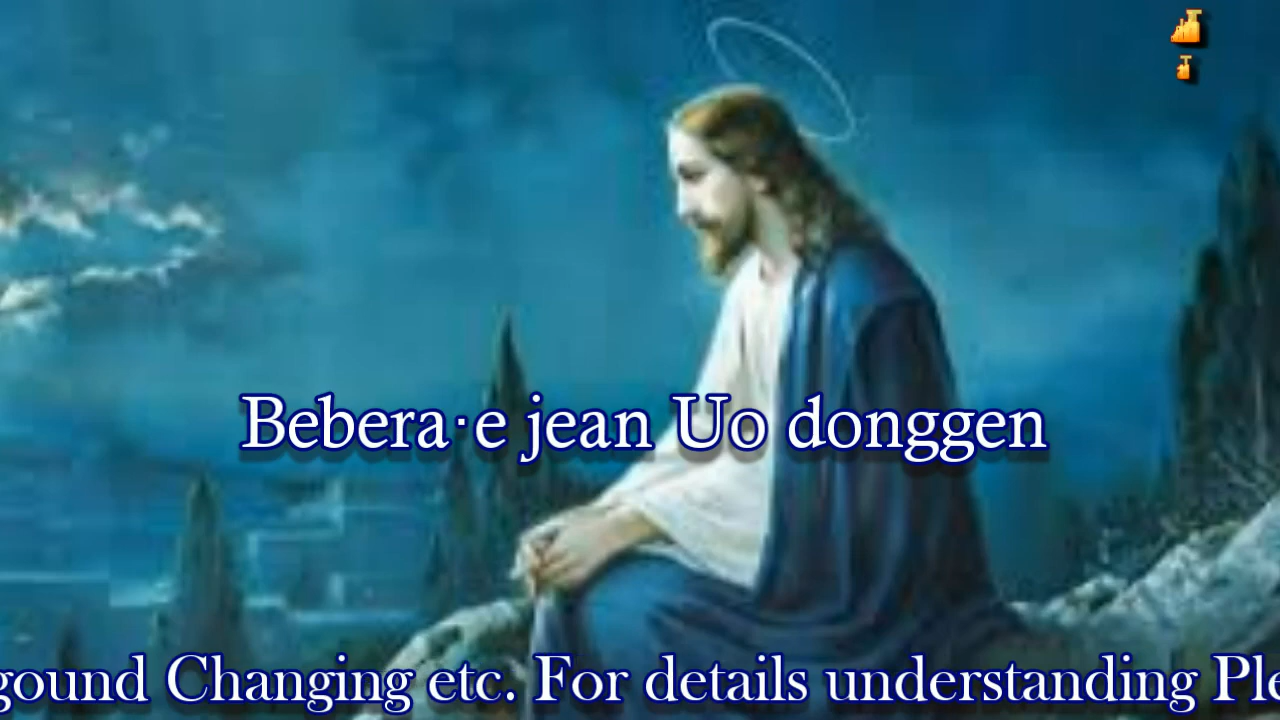 Bebera·e jean Uo donggen
gound Changing etc. For details understanding Ple